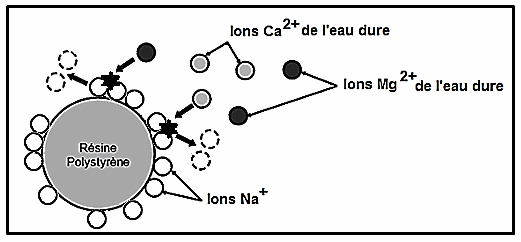 Ions Ca2+ de l'eau dure
Ions Mg2+ de l'eau dure
Résine
Polystyrène
Ions Na+